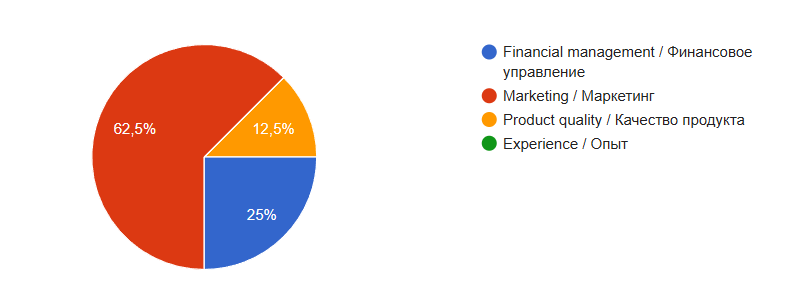 Financial management / Финансовое
управление
Marketing / Маркетинг
Product quality / Качество продукта
Experience / Опыт
62,5%
12,5%
25%